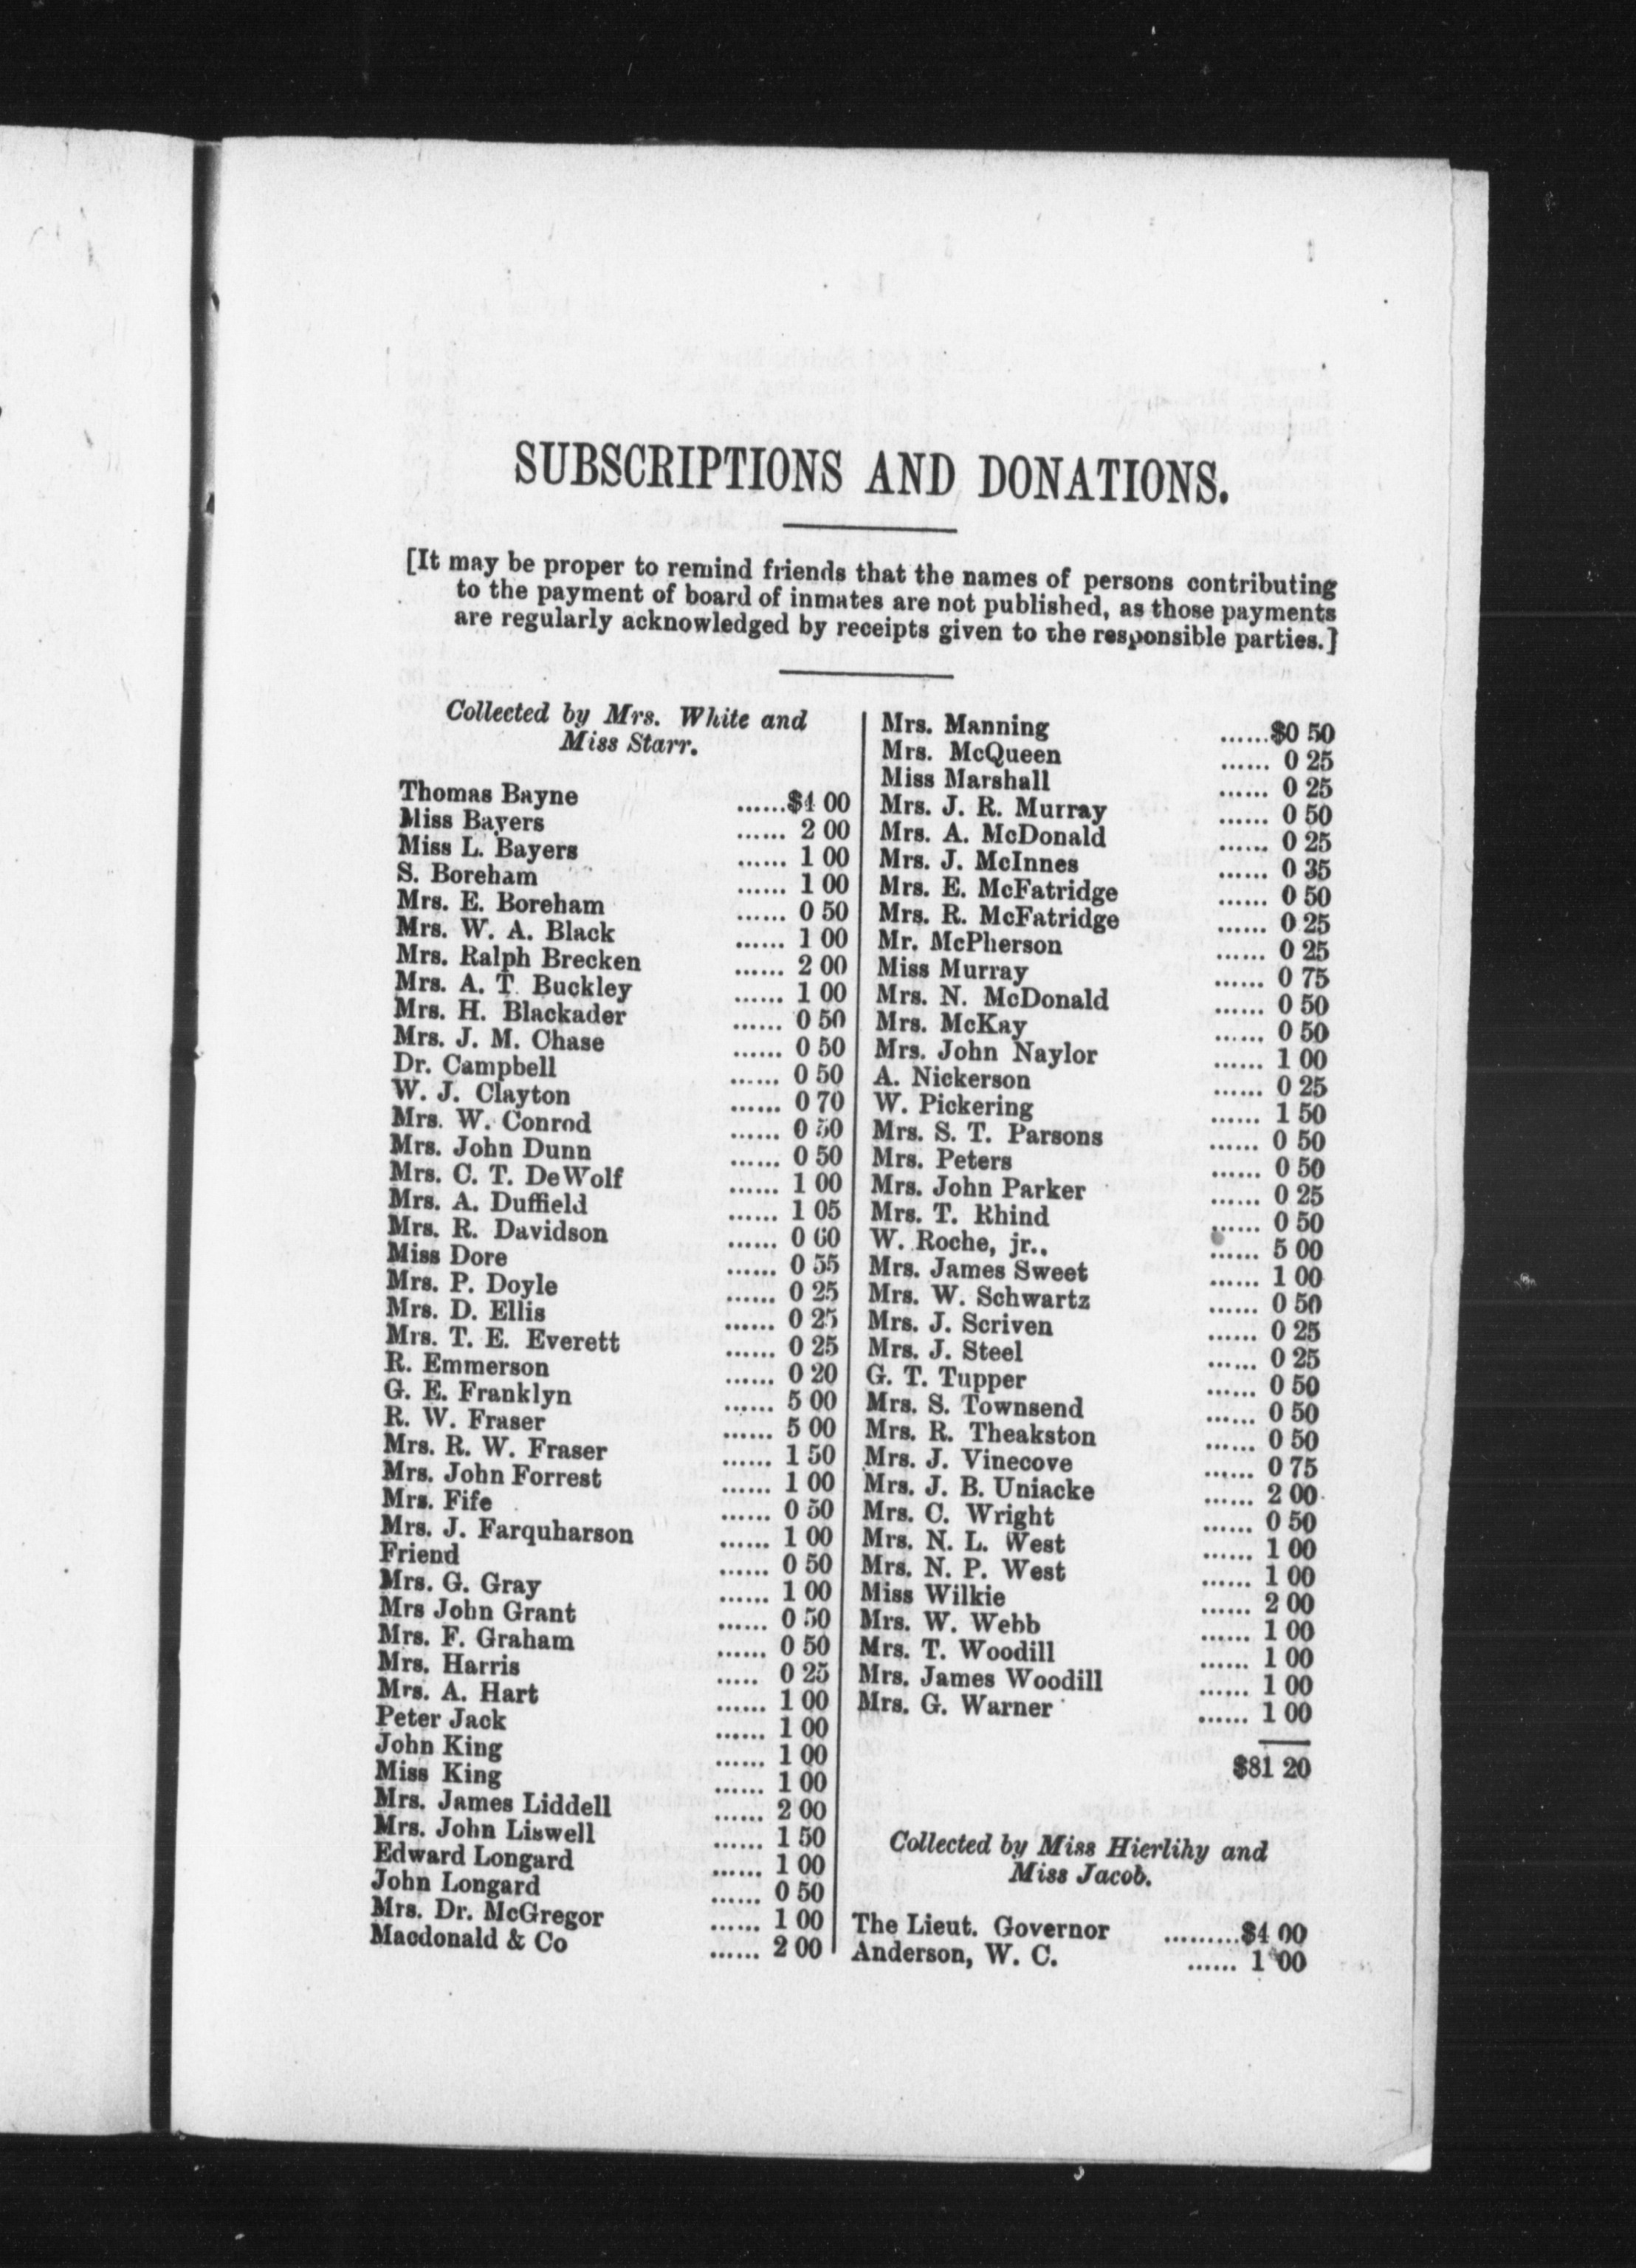 SUBSCRIPTIONS AND DONATIONS.
[It may be proper to remind friends that the names of persons contributing
to the payment of board of inmates are not published, as those payments
are regularly acknowledged by receipts given to the responsible parties.]
Collected by Mrs. White and
Miss Starr.
Thomas Bayne ......$4 00
Miss Bayers ...... 2 00
Miss L. Bayers ...... 1 00
S. Boreham ...... 1 00
Mrs. E. Boreham ...... 0 50
Mrs. W. A. Black ...... 1 00
Mrs. Ralph Brecken ...... 2 00
Mrs. A. T. Buckley ...... 1 00
Mrs. H. Blackader ...... 0 50
Mrs. J. M. Chase ...... 0 50
Dr. Campbell ...... 0 50
W. J. Clayton ...... 0 70
Mrs. W. Conrod ...... 0 50
Mrs. John Dunn ...... 0 50
Mrs. C. T. DeWolf ...... 1 00
Mrs. A. Duffield ...... 1 05
Mrs. R. Davidson ...... 0 60
Miss Dore ...... 0 55
Mrs. P. Doyle ...... 0 25
Mrs. D. Ellis ...... 0 25
Mrs. T. E. Everett ...... 0 25
R. Emmerson ...... 0 20
G. E. Franklyn ...... 5 00
R. W. Fraser ...... 5 00
Mrs. R. W. Fraser ...... 1 50
Mrs. John Forrest ...... 1 00
Mrs. Fife ...... 0 50
Mrs. J. Farquharson ...... 1 00
Friend ...... 0 50
Mrs. G. Gray ...... 1 00
Mrs John Grant ...... 0 50
Mrs. F. Graham ...... 0 50
Mrs. Harris ..... 0 25
Mrs. A. Hart ...... 1 00
Peter Jack ...... 1 00
John King ...... 1 00
Miss King ...... 1 00
Mrs. James Liddell ...... 2 00
Mrs. John Liswell ...... 1 50
Edward Longard ...... 1 00
John Longard ...... 0 50
Mrs. Dr. McGregor ...... 1 00
Macdonald & Co ...... 2 00
Mrs. Manning ......$0 50
Mrs. McQueen ...... 0 25
Miss Marshall ...... 0 25
Mrs. J. R. Murray ...... 0 50
Mrs. A. McDonald ...... 0 25
Mrs. J. McInnes ...... 0 35
Mrs. E. McFatridge ...... 0 50
Mrs. R. McFatridge ...... 0 25
Mr. McPherson ...... 0 25
Miss Murray ...... 0 75
Mrs. N. McDonald ...... 0 50
Mrs. McKay ...... 0 50
Mrs. John Naylor ...... 1 00
A. Nickerson ...... 0 25
W. Pickering ...... 1 50
Mrs. S. T. Parsons ...... 0 50
Mrs. Peters ...... 0 50
Mrs. John Parker ...... 0 25
Mrs. T. Rhind ...... 0 50
W. Roche, jr., ...... 5 00
Mrs. James Sweet ...... 1 00
Mrs. W. Schwartz ...... 0 50
Mrs. J. Scriven ...... 0 25
Mrs. J. Steel ...... 0 25
G. T. Tupper ...... 0 50
Mrs. S. Townsend ...... 0 50
Mrs. R. Theakston ...... 0 50
Mrs. J. Vinecove ...... 0 75
Mrs. J. B. Uniacke ...... 2 00
Mrs. C. Wright ...... 0 50
Mrs. N. L. West ...... 1 00
Mrs. N. P. West ...... 1 00
Miss Wilkie ...... 2 00
Mrs. W. Webb ...... 1 00
Mrs. T. Woodill ...... 1 00
Mrs. James Woodill ...... 1 00
Mrs. G. Warner ...... 1 00
$81 20
Collected by Miss Hierlihy and
Miss Jacob.
The Lieut. Governor .........$4 00
Anderson, W. C. ...... 1 00